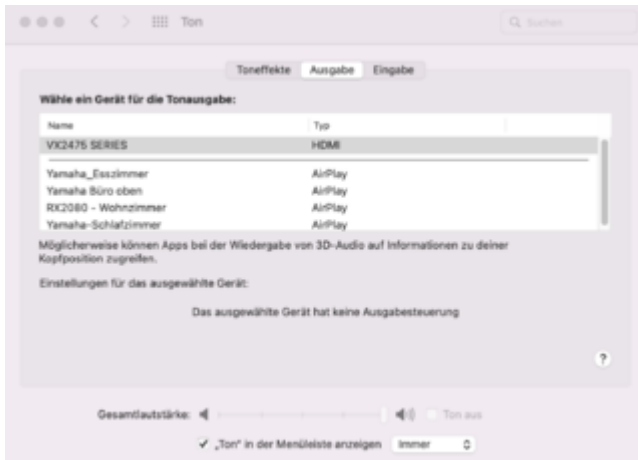 Ton
Suchen
Toneffekte Ausgabe Eingabe
Wähle ein Gerät für die Tonausgabe:
Name Typ
VX2475 SERIES HDMI
Yamaha_Esszimmer AirPlay
Yamaha Büro oben AirPlay
RX2080 - Wohnzimmer AirPlay
Yamaha-Schlafzimmer AirPlay
Möglicherweise können Apps bei der Wiedergabe von 3D-Audio auf Informationen zu deiner
Kopfposition zugreifen.
Einstellungen für das ausgewählte Gerät:
Das ausgewählte Gerät hat keine Ausgabesteuerung
?
Gesamtlautstärke: Ton aus
„Ton" in der Menüleiste anzeigen Immer